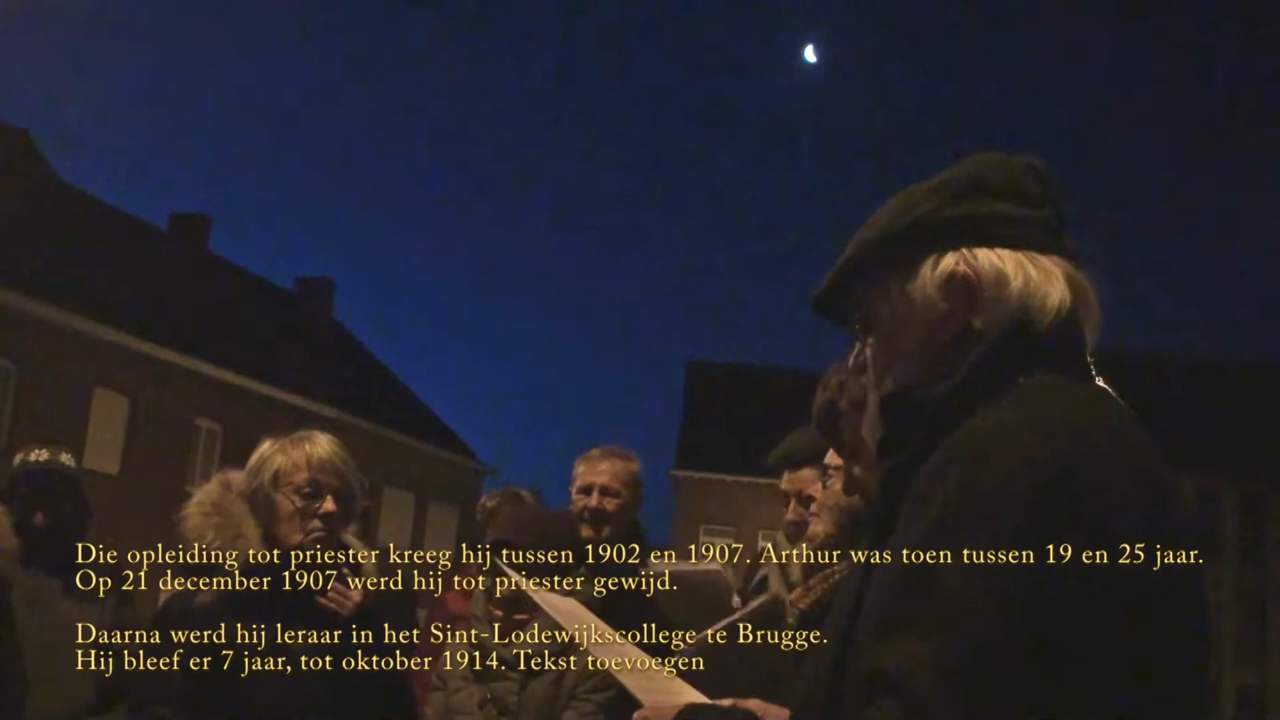 Die opleiding tot priester kreeg hij tussen 1902 en 1907. Arthur was toen tussen 19 en 25 jaar.
Op 21 december 1907 werd hij tot priester gewijd.
Daarna werd hij leraar in het Sint-Lodewijkscollege te Brugge.
Hij bleef er 7 jaar, tot oktober 1914. Tekst toevoegen